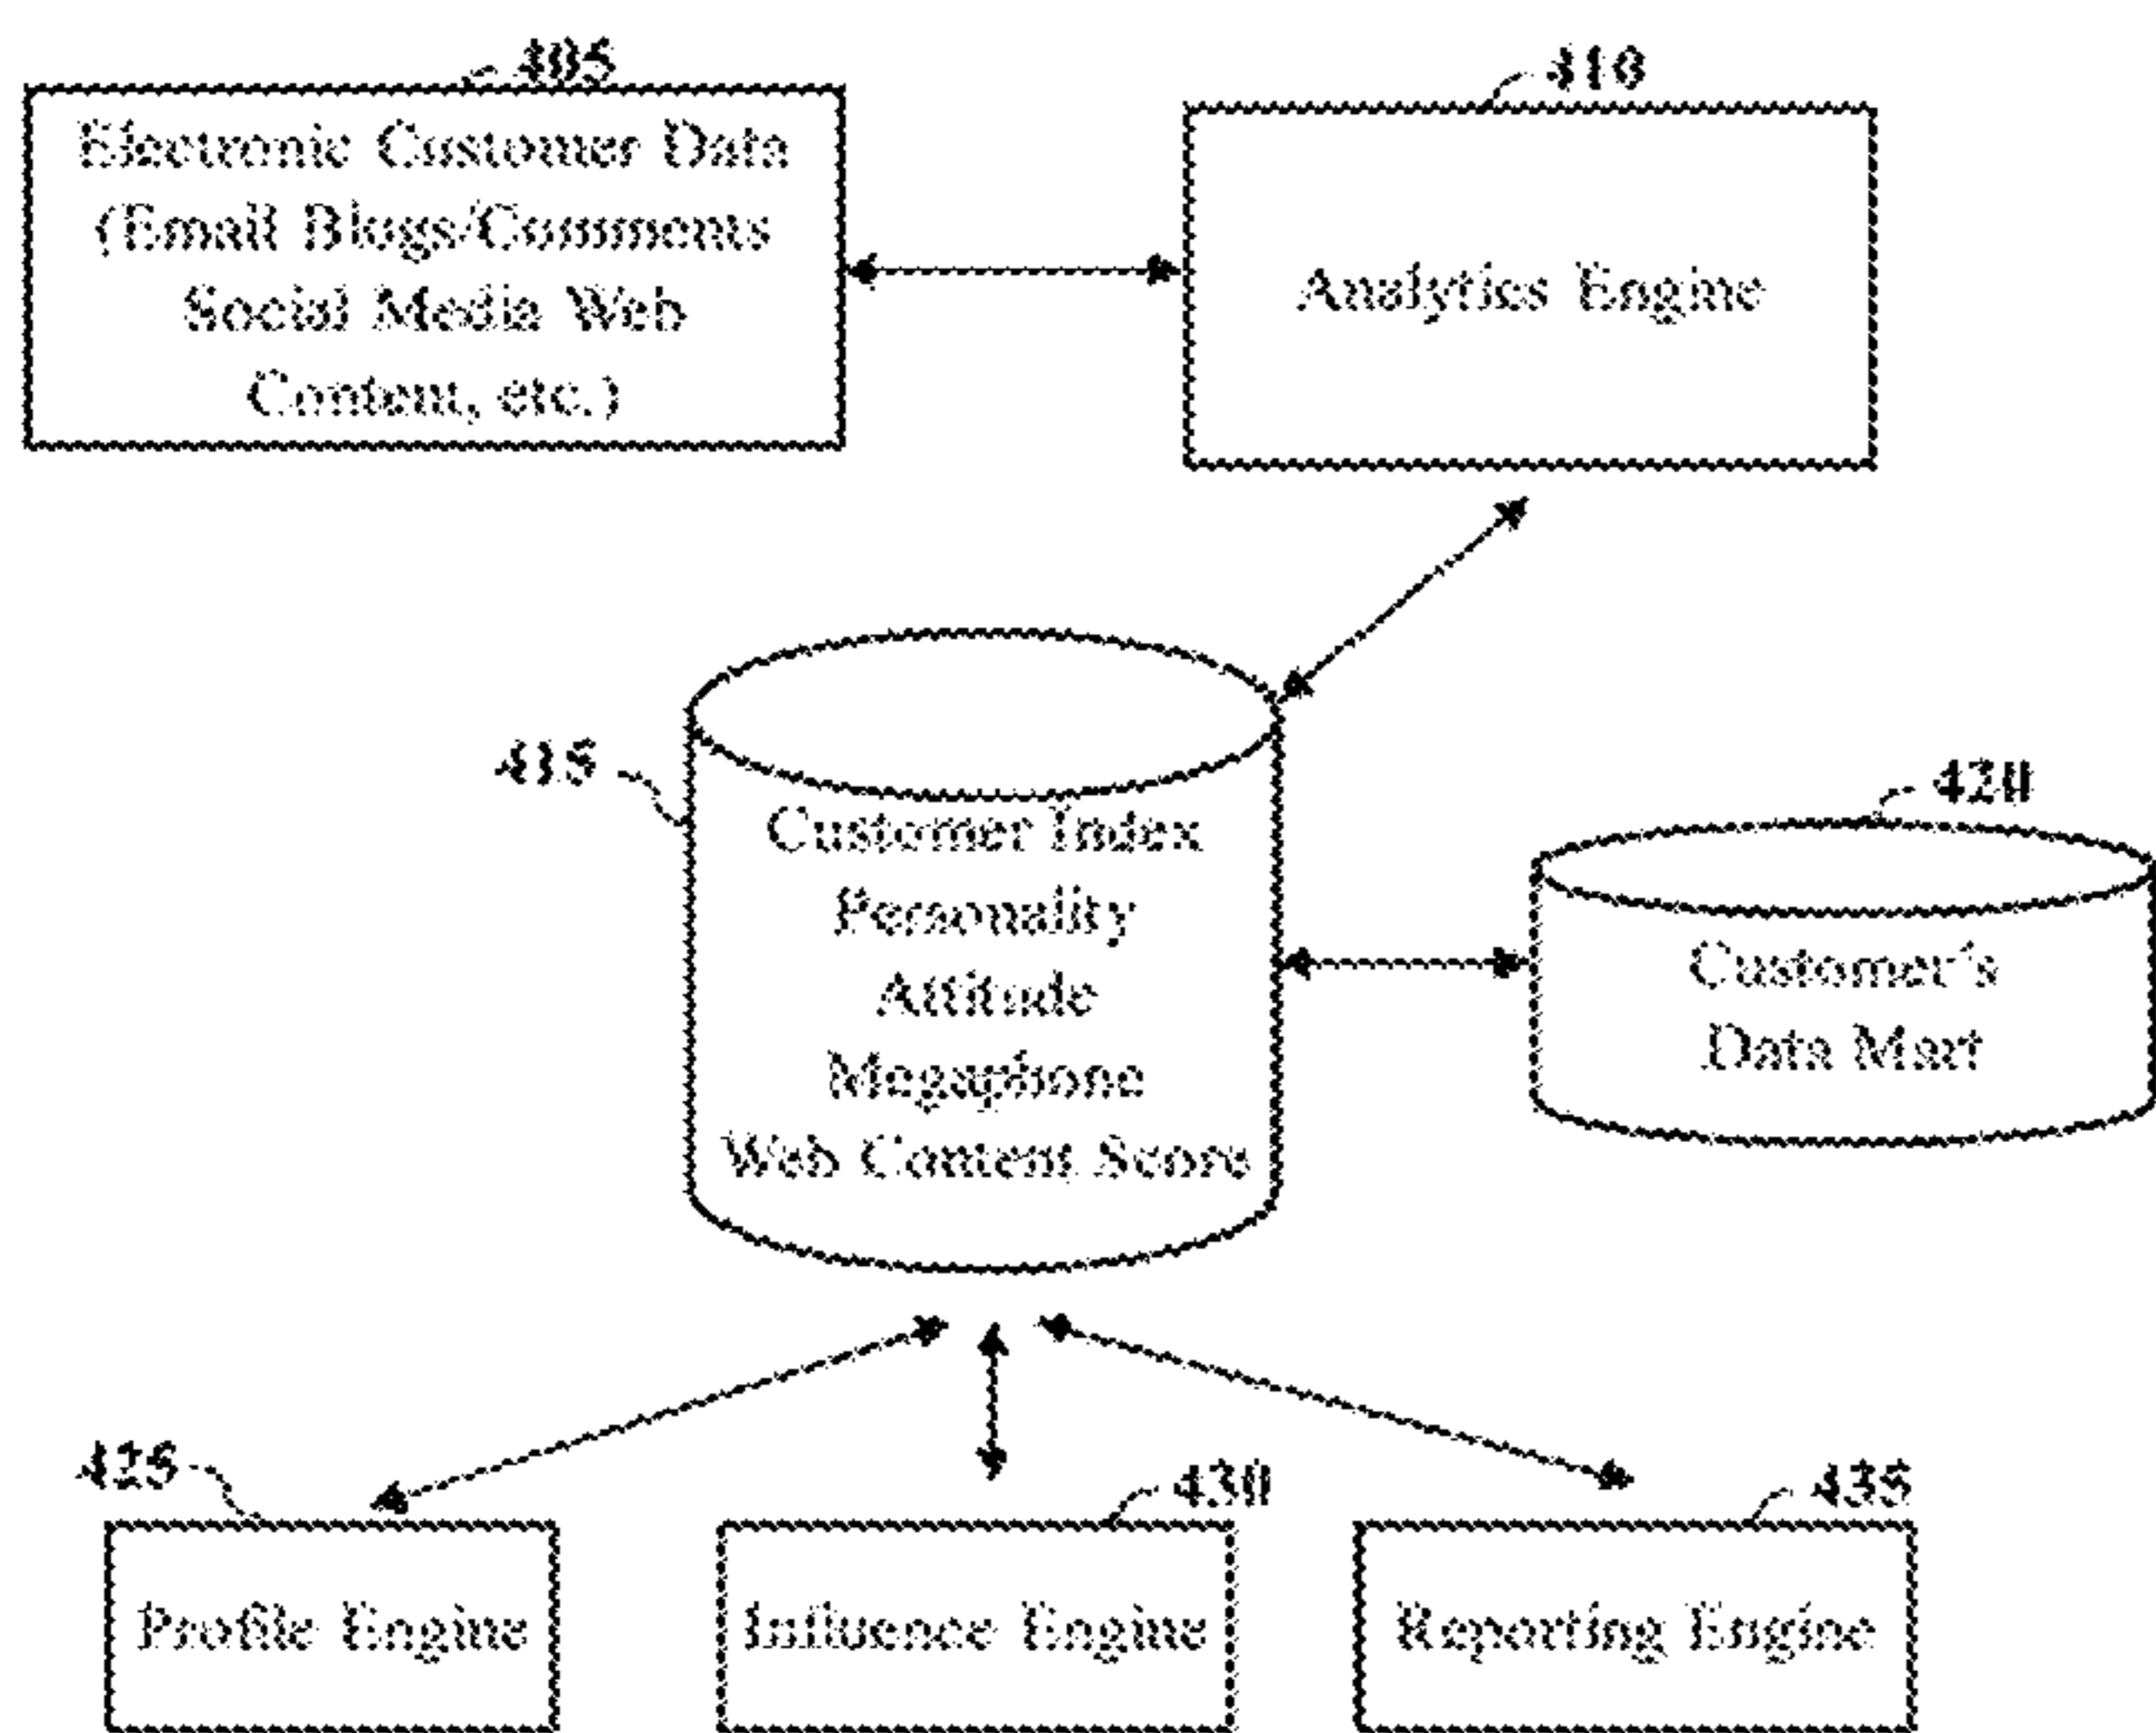 405
Electronic Customer Data
(Email Blogs/Comments
Social Media Web
Content, etc.)
410
Analytics Engine
415
Customer Index
Personality
Attitude
Megaphone
Web Content Score
420
Customer's
Data Mart
425
Profile Engine
430
Influence Engine
435
Reporting Engine